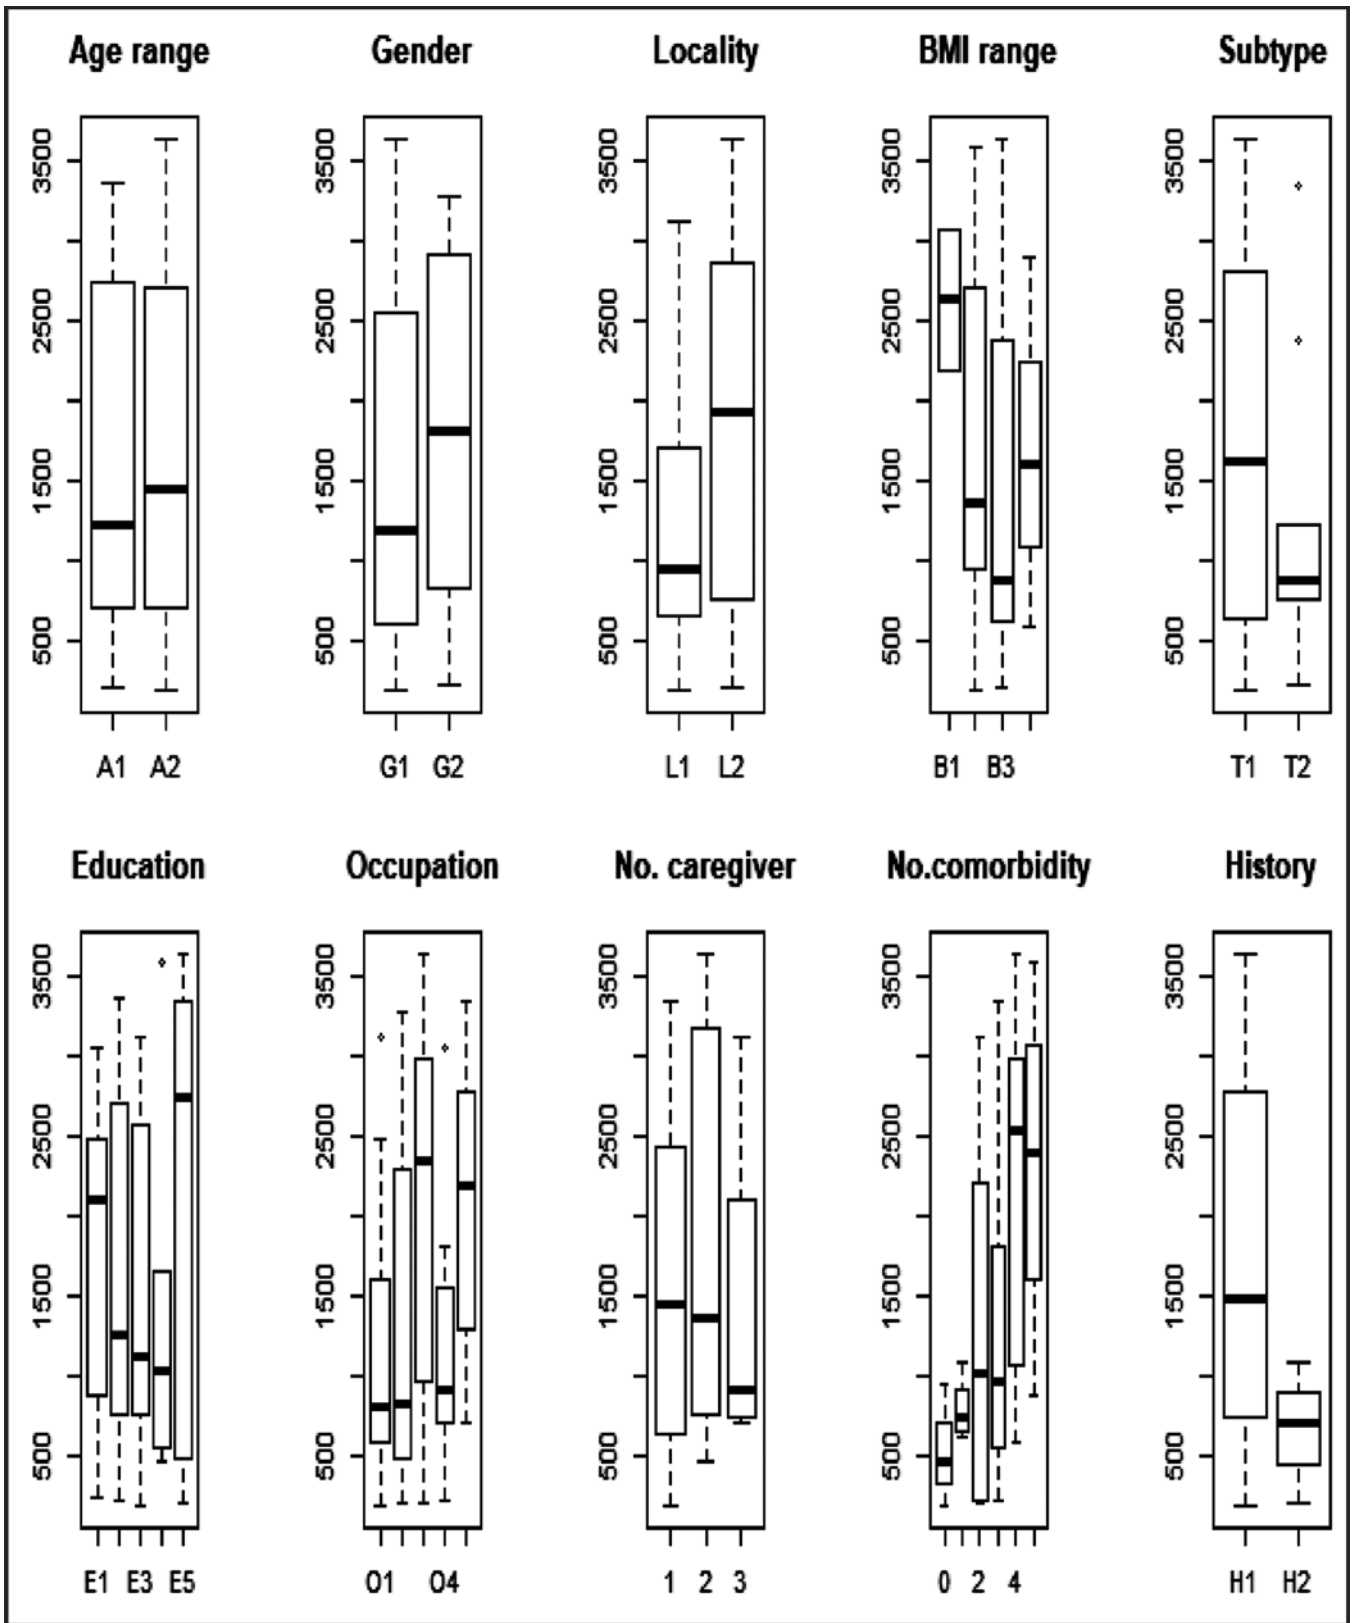 Age range Gender Locality BMI range Subtype
3500 3500 3500 3500 3500
2500 2500 2500 2500 2500
1500 1500 1500 1500 1500
500 500 500 500 500
A1 A2 G1 G2 L1 L2 B1 B3 T1 T2
Education Occupation No. caregiver No.comorbidity History
3500 3500 3500 3500 3500
2500 2500 2500 2500 2500
1500 1500 1500 1500 1500
500 500 500 500 500
E1 E3 E5 O1 O4 1 2 3 0 2 4 H1 H2